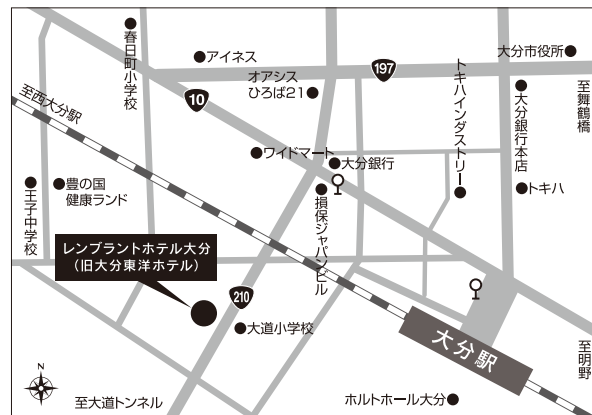 春日町小学校
アイネス
197
大分市役所
オアシス
ひろば21
トキハインダストリー
大分銀行本店
至舞鶴橋
10
至西大分駅
ワイドマート
大分銀行
王子中学校
豊の国
健康ランド
損保ジャパンビル
トキハ
レンブラントホテル大分
(旧大分東洋ホテル)
210
大道小学校
大分駅
至明野
N
至大道トンネル
ホルトホール大分